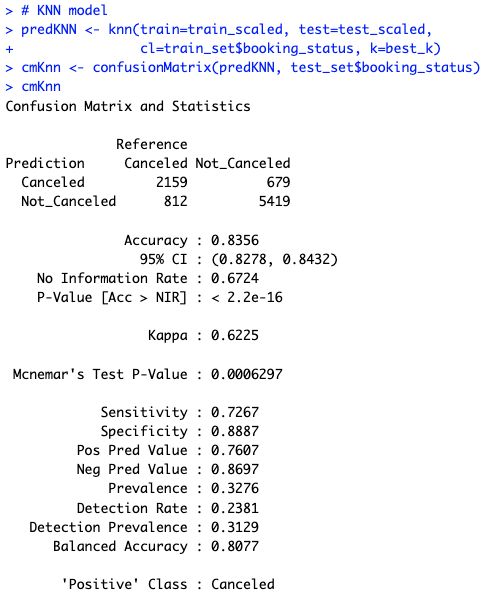 > # KNN model
> predKNN <- knn(train=train_scaled, test=test_scaled,
+                cl=train_set$booking_status, k=best_k)
> cmKnn <- confusionMatrix(predKNN, test_set$booking_status)
> cmKnn
Confusion Matrix and Statistics

              Reference
Prediction     Canceled Not_Canceled
  Canceled         2159          679
  Not_Canceled      812         5419

               Accuracy : 0.8356
                 95% CI : (0.8278, 0.8432)
    No Information Rate : 0.6724
    P-Value [Acc > NIR] : < 2.2e-16

                  Kappa : 0.6225

 Mcnemar's Test P-Value : 0.0006297

            Sensitivity : 0.7267
            Specificity : 0.8887
         Pos Pred Value : 0.7607
         Neg Pred Value : 0.8697
             Prevalence : 0.3276
         Detection Rate : 0.2381
   Detection Prevalence : 0.3129
      Balanced Accuracy : 0.8077

       'Positive' Class : Canceled